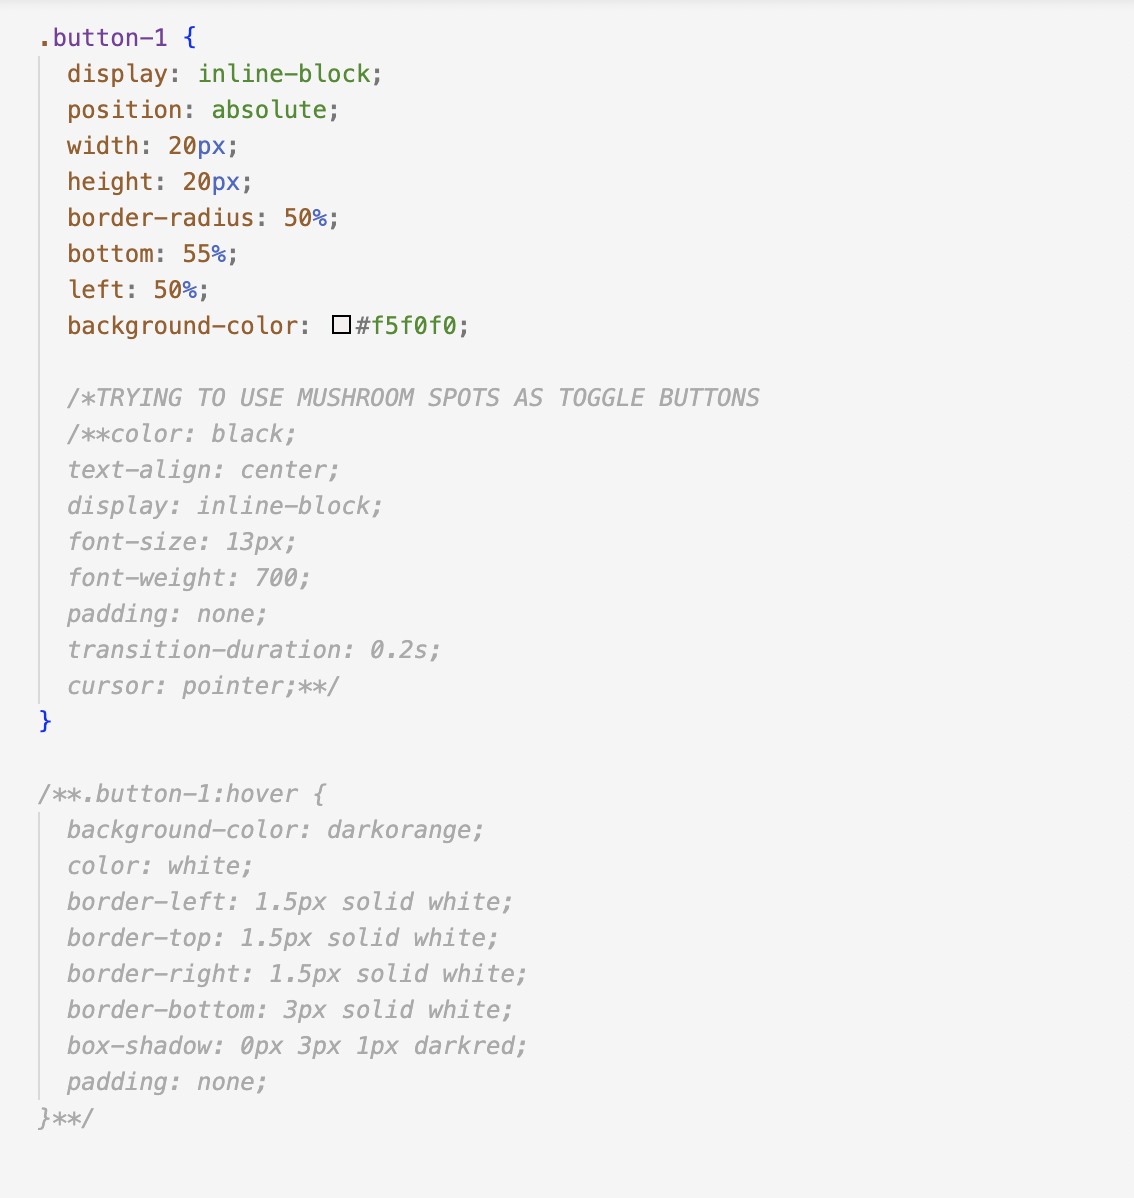 .button-1 {
display: inline-block;
position: absolute;
width: 20px;
height: 20px;
border-radius: 50%;
bottom: 55%;
left: 50%;
background-color: #f5f0f0;
/*TRYING TO USE MUSHROOM SPOTS AS TOGGLE BUTTONS
/**color: black;
text-align: center;
display: inline-block;
font-size: 13px;
font-weight: 700;
padding: none;
transition-duration: 0.2s;
cursor: pointer;**/
}
/**.button-1:hover {
background-color: darkorange;
color: white;
border-left: 1.5px solid white;
border-top: 1.5px solid white;
border-right: 1.5px solid white;
border-bottom: 3px solid white;
box-shadow: 0px 3px 1px darkred;
padding: none;
}**/